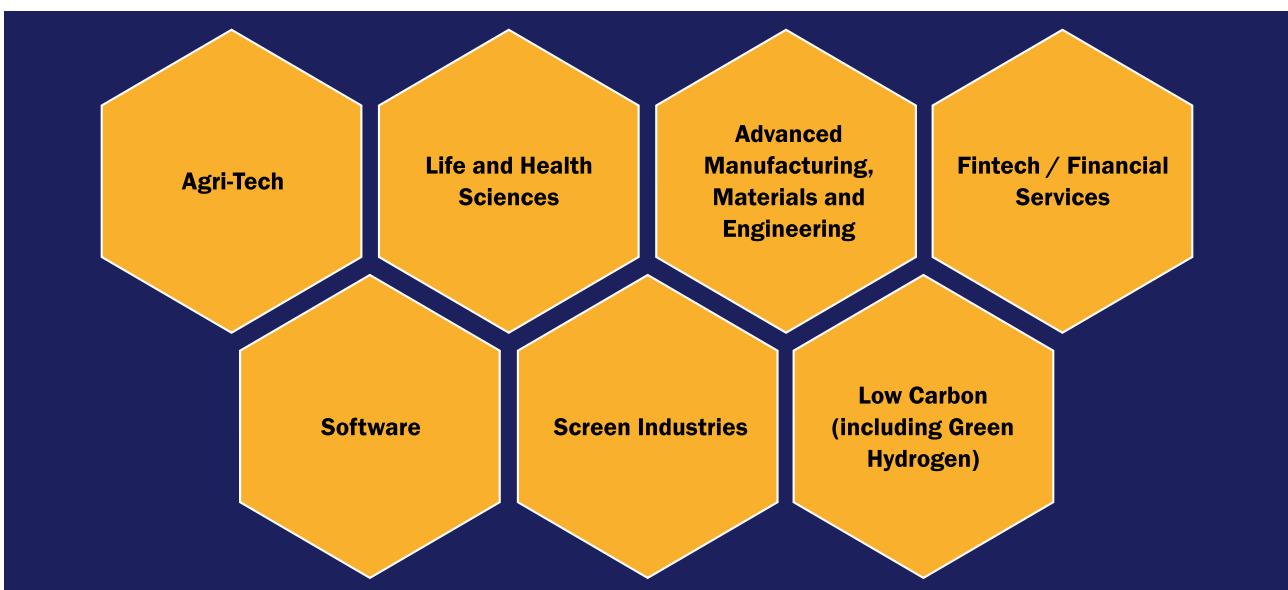 Agri-Tech
Life and Health
Sciences
Advanced
Manufacturing,
Materials and
Engineering
Fintech / Financial
Services
Software
Screen Industries
Low Carbon
(including Green
Hydrogen)